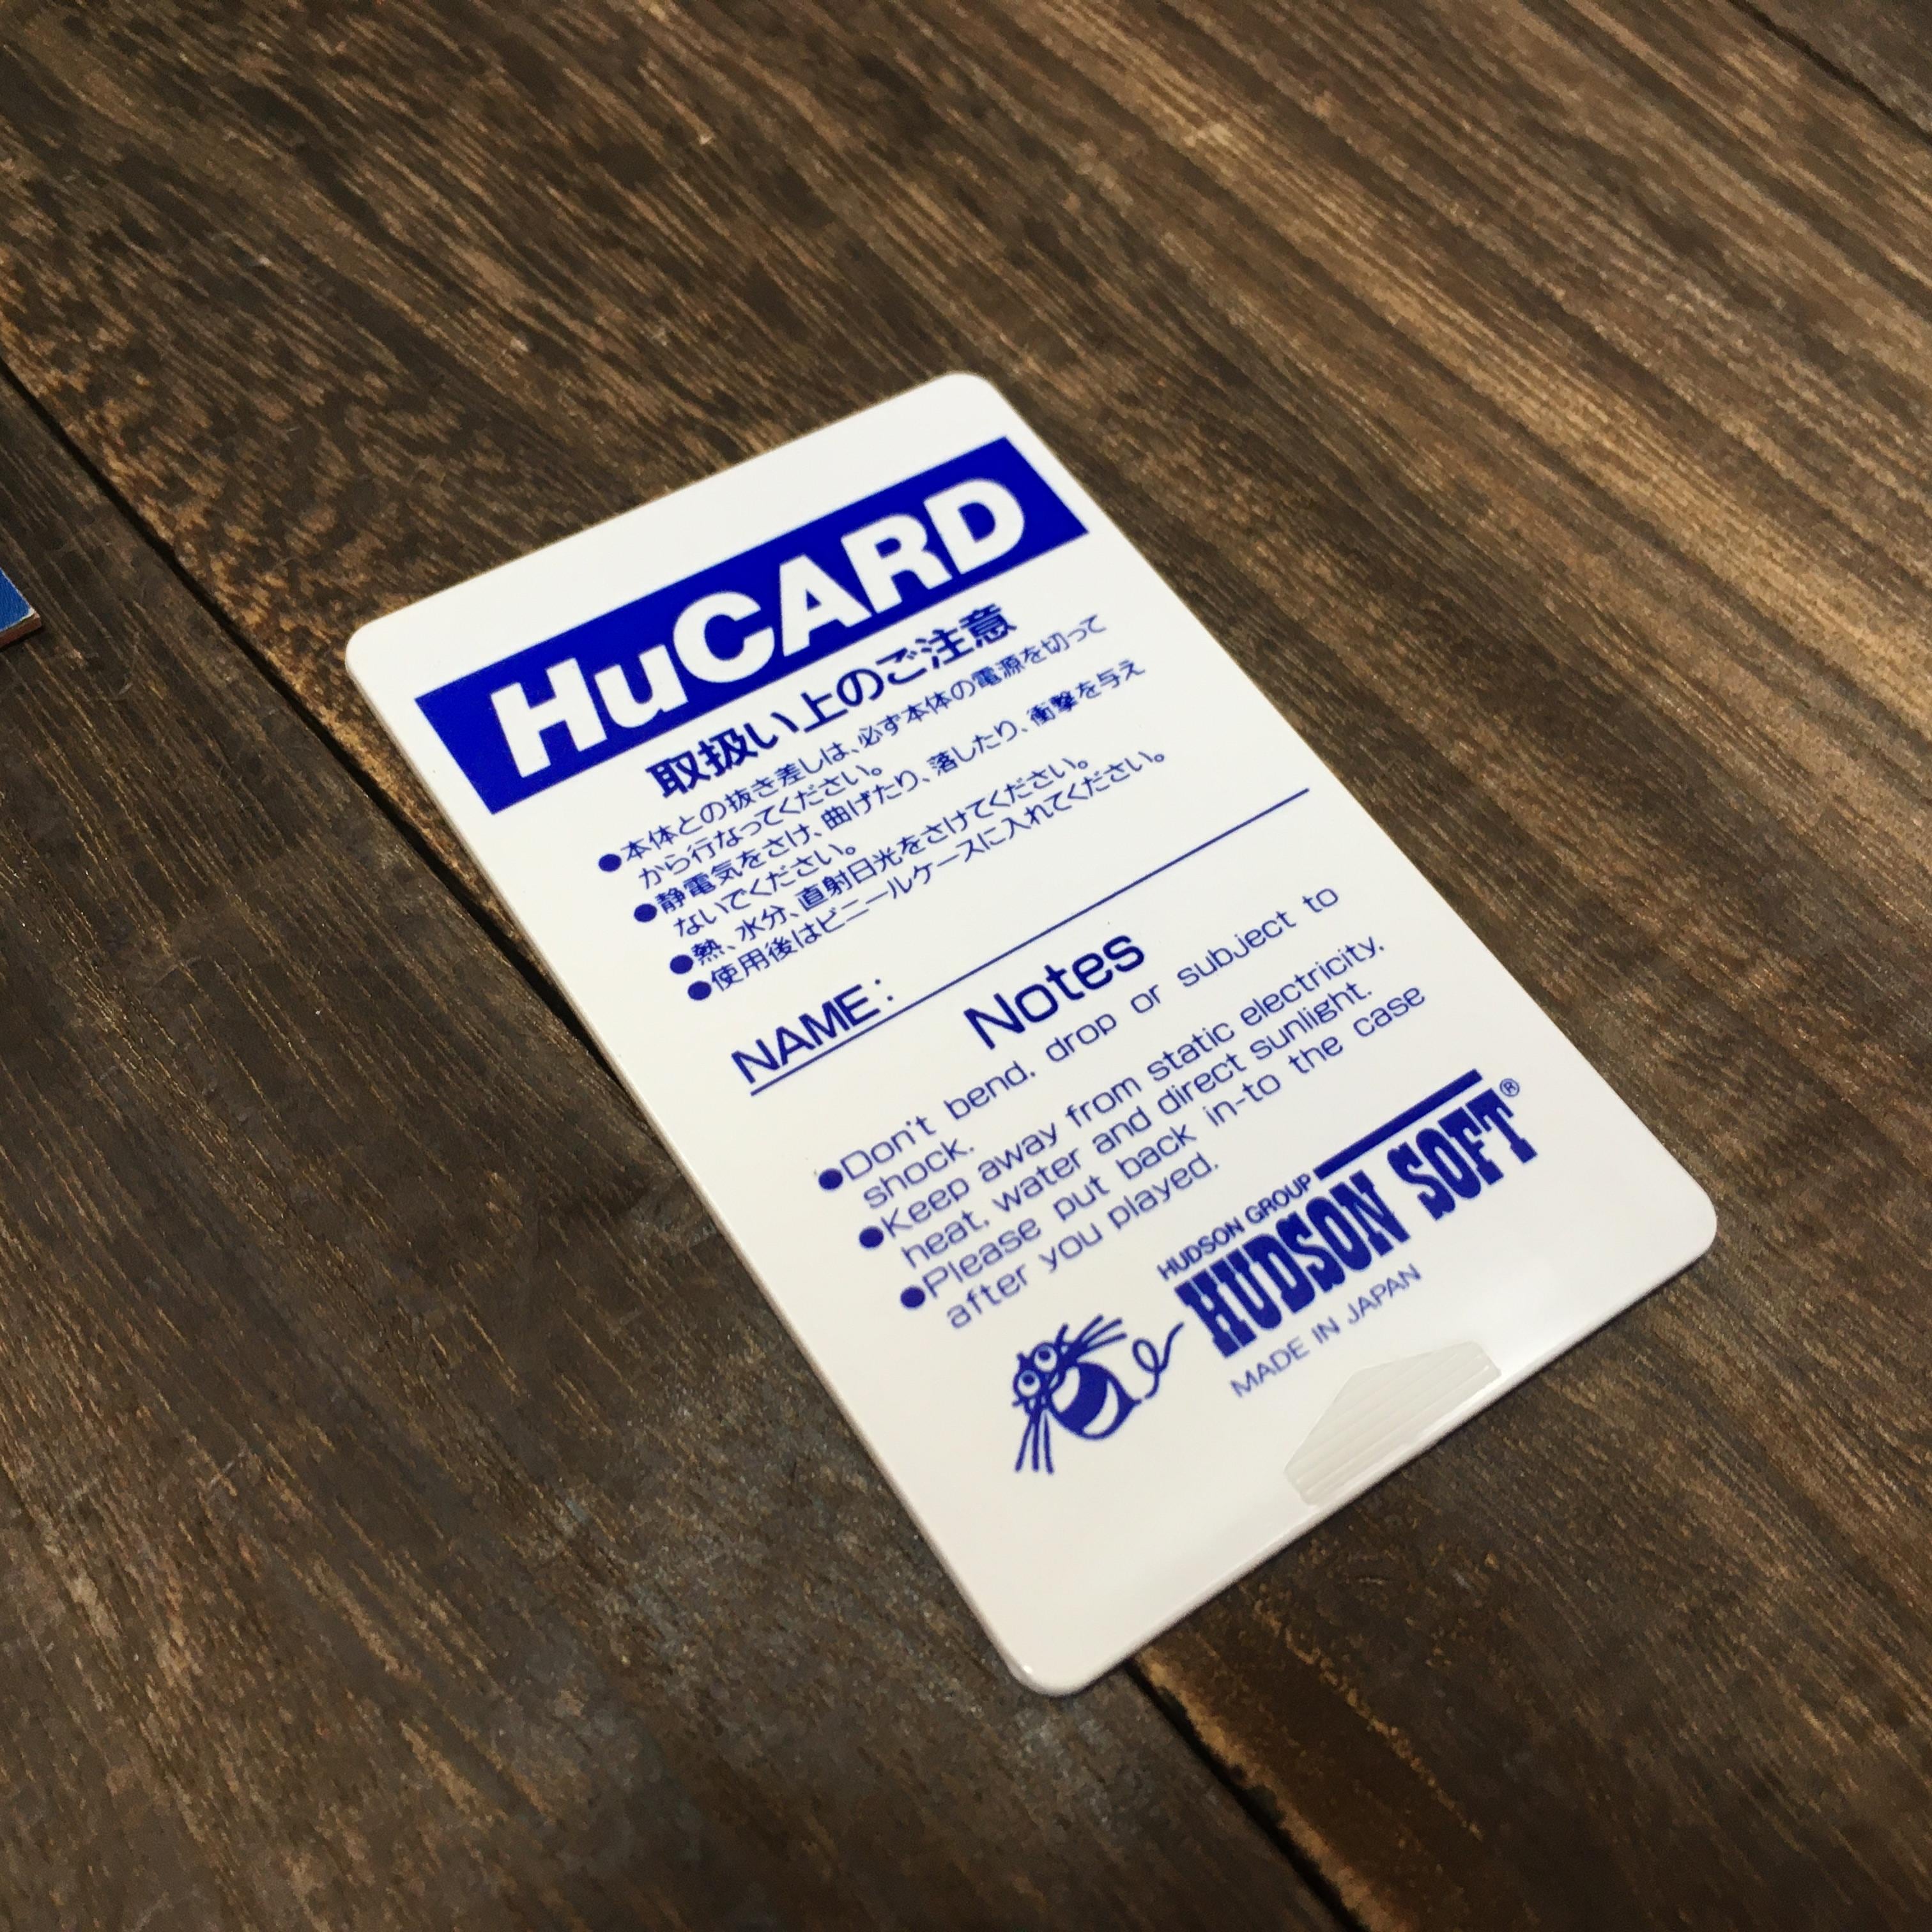 HuCARD
取扱い上のご注意
●本体との抜き差しは、必ず本体の電源を切って
から行なってください。
●静電気をさけ、曲げたり、落したり、衝撃を与え
ないでください。
●熱、水分、直射日光をさけてください。
●使用後はビニールケースに入れてください。
NAME:
Notes
●Don't bend, drop or subject to
shock.
●Keep away from static electricity,
heat, water and direct sunlight.
●Please put back in-to the case
after you played.
HUDSON GROUP
HUDSON SOFT®
MADE IN JAPAN